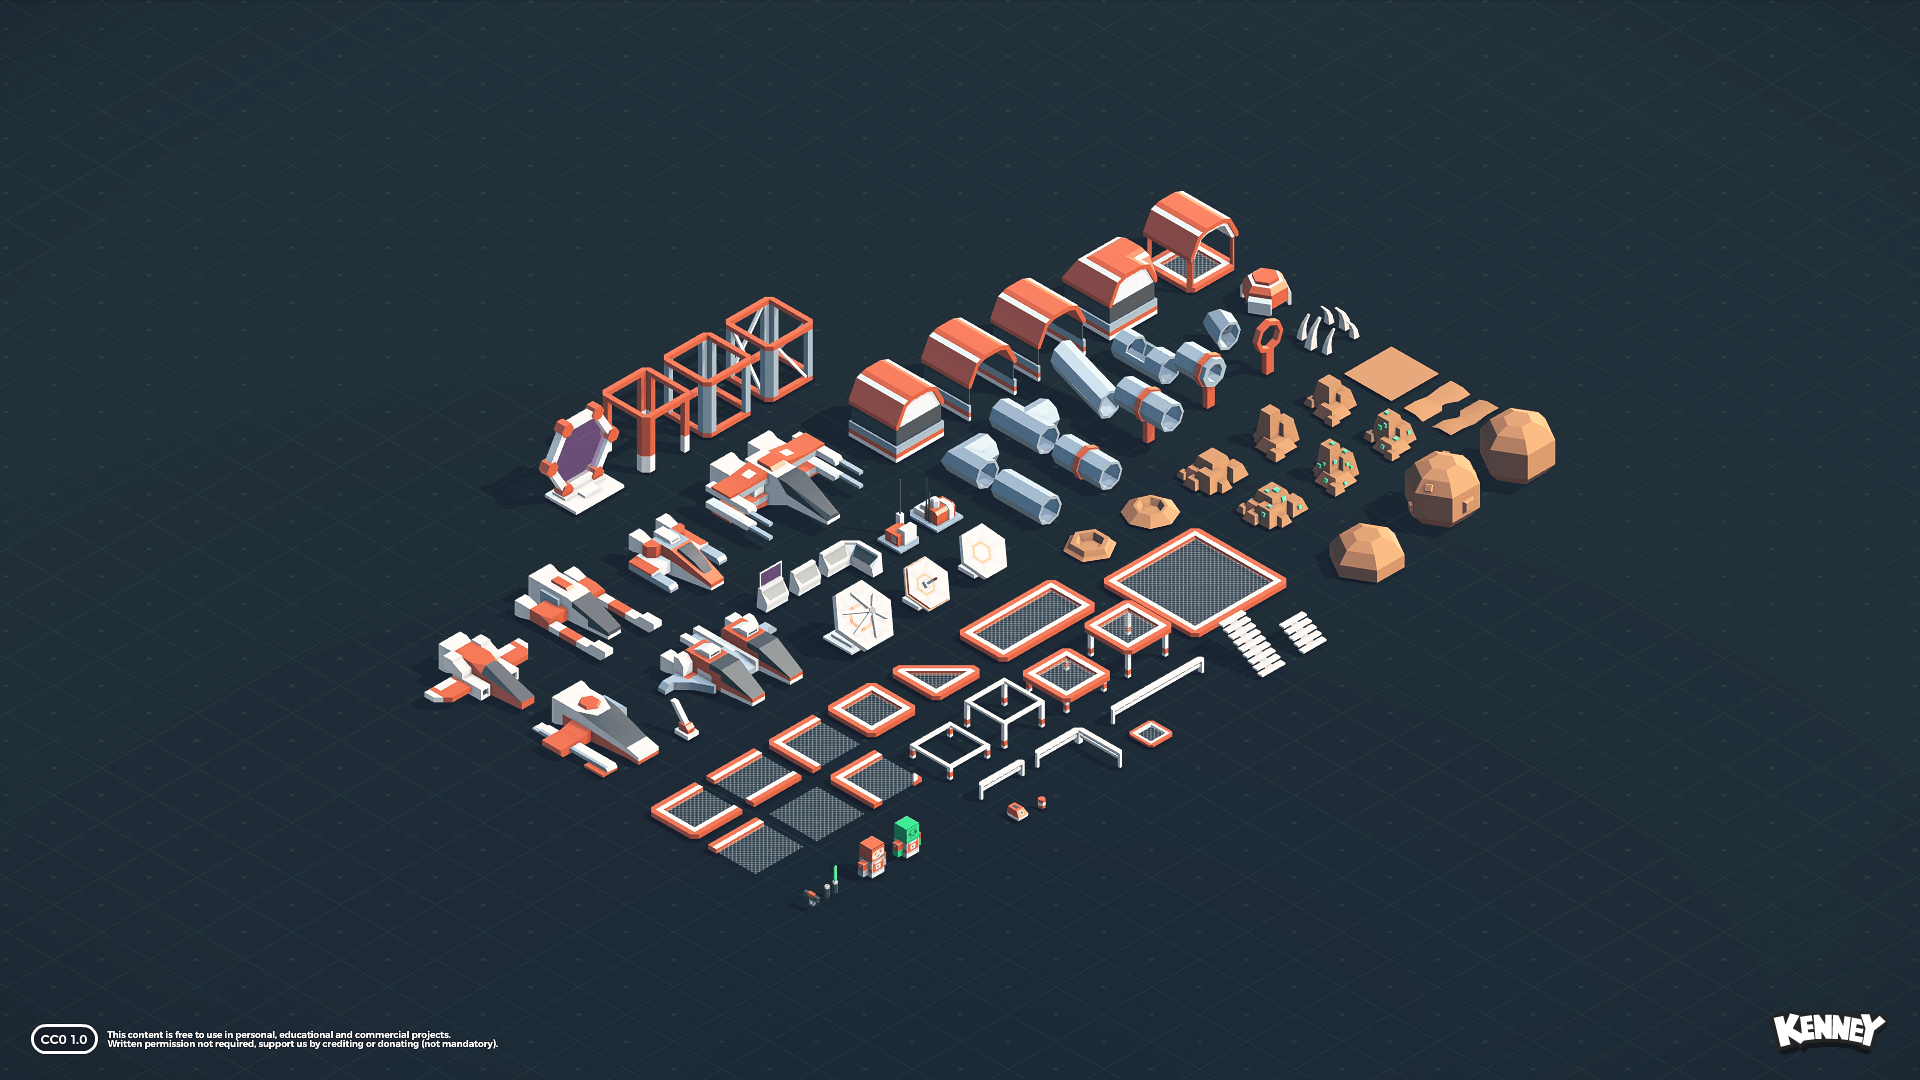 CC0 1.0
This content is free to use in personal, educational and commercial projects.
Written permission not required, support us by crediting or donating (not mandatory).
KENNEY